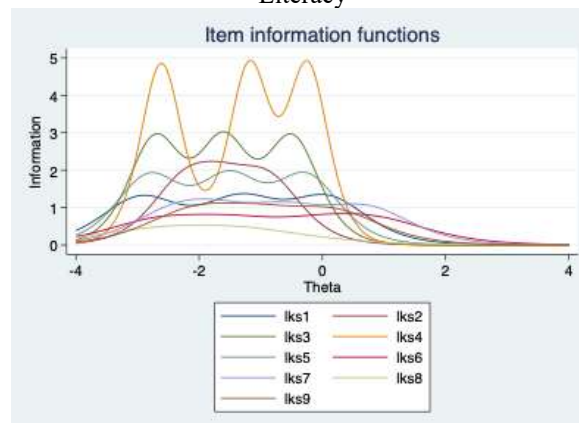 Literacy
Item information functions
5
4
3
2
1
0
Information
-4 -2 0 2 4
Theta
lks1 lks2
lks3 lks4
lks5 lks6
lks7 lks8
lks9